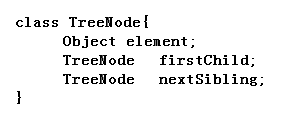 class TreeNode{
Object element;
TreeNode firstChild;
TreeNode nextSibling;
}